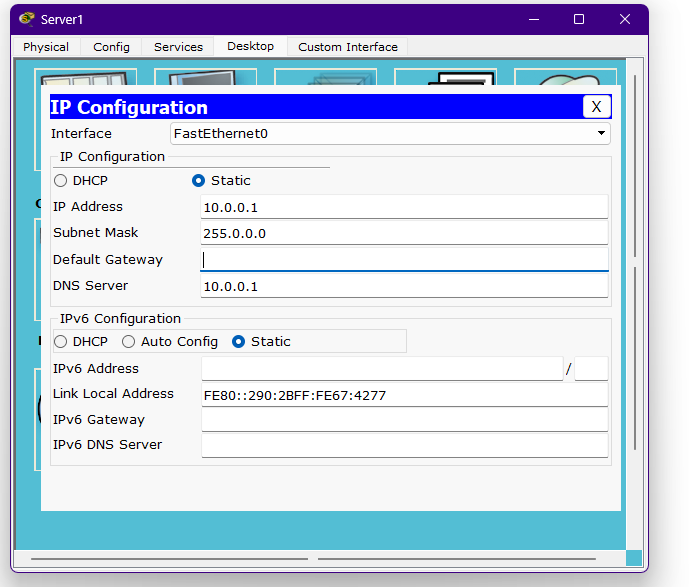 Server1
Physical Config Services Desktop Custom Interface
IP Configuration X
Interface FastEthernet0
IP Configuration
DHCP Static
IP Address 10.0.0.1
Subnet Mask 255.0.0.0
Default Gateway
DNS Server 10.0.0.1
IPv6 Configuration
DHCP Auto Config Static
IPv6 Address /
Link Local Address FE80::290:2BFF:FE67:4277
IPv6 Gateway
IPv6 DNS Server